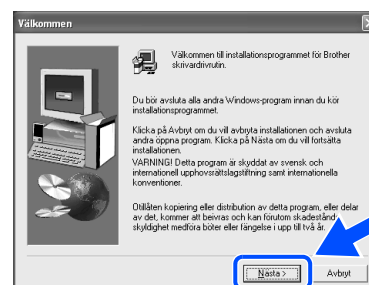 Välkommen
Välkommen till installationsprogrammet för Brother
skrivardrivrutin.
Du bör avsluta alla andra Windows-program innan du kör
installationsprogrammet.
Klicka på Avbryt om du vill avbryta installationen och avsluta
andra öppna program. Klicka på Nästa om du vill fortsätta
installationen.
VARNING! Detta program är skyddat av svensk och
internationell upphovsrättslagstiftning samt internationella
konventioner.
Otillåten kopiering eller distribution av detta program, eller delar
av det, kommer att beivras och kan förutom skadestånds
skyldighet medföra böter eller fängelse i upp till två år.
Nästa >
Avbryt